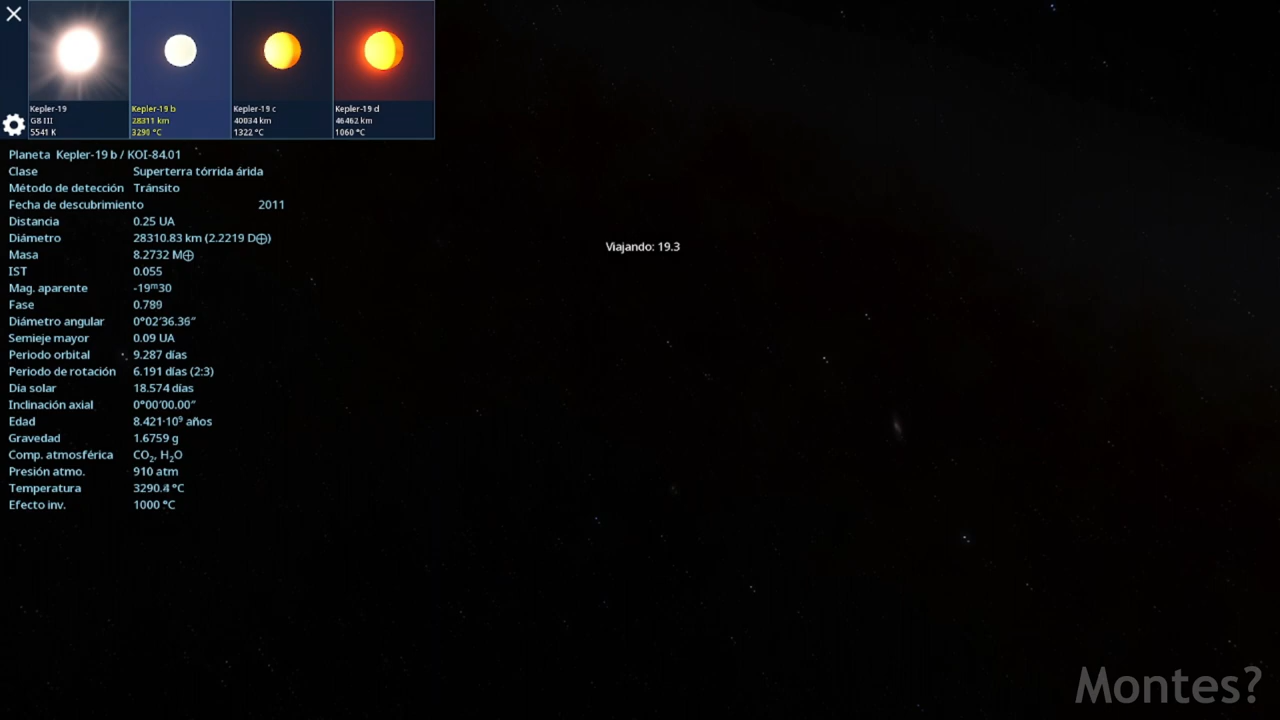 Kepler-19
G8 III
5541 K
Kepler-19 b
28311 km
3290 °C
Kepler-19 c
40034 km
1322 °C
Kepler-19 d
46462 km
1060 °C
Planeta Kepler-19 b / KOI-84.01
Clase Supertierra tórrida árida
Método de detección Tránsito
Fecha de descubrimiento 2011
Distancia 0.25 UA
Diámetro 28310.83 km (2.2219 D⊕)
Masa 8.2732 M⊕
IST 0.055
Mag. aparente -19ᵐ30
Fase 0.789
Diámetro angular 0°02′36.36″
Semieje mayor 0.09 UA
Periodo orbital 9.287 días
Periodo de rotación 6.191 días (2:3)
Día solar 18.574 días
Inclinación axial 0°00′00.00″
Edad 8.421·10⁹ años
Gravedad 1.6759 g
Comp. atmosférica CO₂, H₂O
Presión atmo. 910 atm
Temperatura 3290.4 °C
Efecto inv. 1000 °C
Viajando: 19.3
Montes?